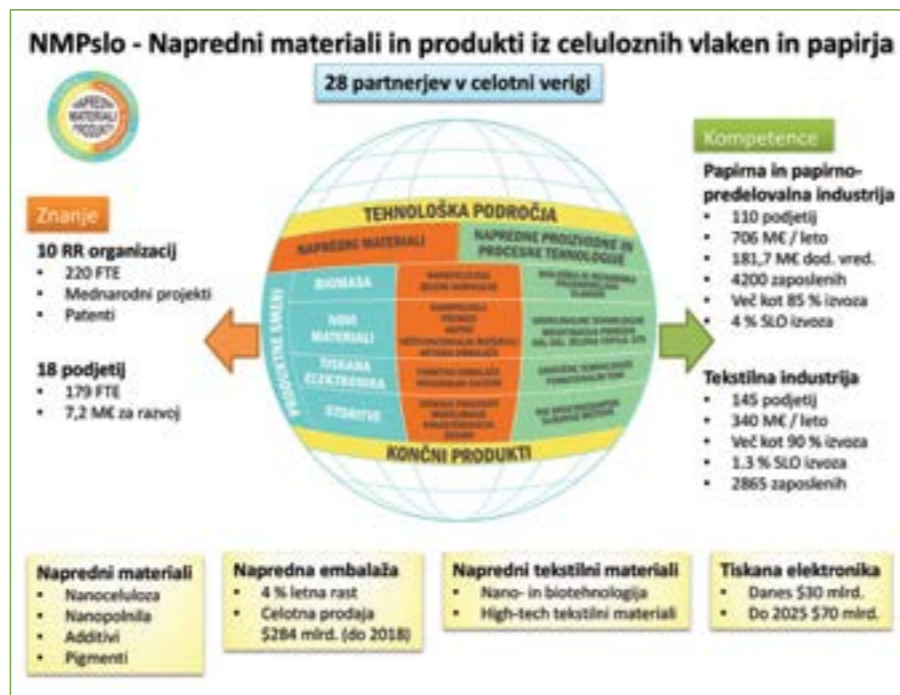 NMPslo - Napredni materiali in produkti iz celuloznih vlaken in papirja
28 partnerjev v celotni verigi
NAPREDNI
MATERIALI
PRODUKTI
Znanje
10 RR organizacij
• 220 FTE
• Mednarodni projekti
• Patenti
18 podjetij
• 179 FTE
• 7,2 M€ za razvoj
TEHNOLOŠKA PODROČJA
NAPREDNI MATERIALI
NAPREDNE PROIZVODNE IN
PROCESNE TEHNOLOGIJE
PRODUKTNE SMERI
BIOMASA
NOVI
MATERIALI
TISKANA
ELEKTRONIKA
STORITVE
KONČNI PRODUKTI
Kompetence
Papirna in papirno-
predelovalna industrija
• 110 podjetij
• 706 M€ / leto
• 181,7 M€ dod. vred.
• 4200 zaposlenih
• Več kot 85 % izvoza
• 4 % SLO izvoza
Tekstilna industrija
• 145 podjetij
• 340 M€ / leto
• Več kot 90 % izvoza
• 1.3 % SLO izvoza
• 2865 zaposlenih
Napredni materiali
• Nanoceluloza
• Nanopolnila
• Additivi
• Pigmenti
Napredna embalaža
• 4 % letna rast
• Celotna prodaja
$284 mlrd. (do 2018)
Napredni tekstilni materiali
• Nano- in biotehnologija
• High-tech tekstilni materiali
Tiskana elektronika
• Danes $30 mlrd.
• Do 2025 $70 mlrd.